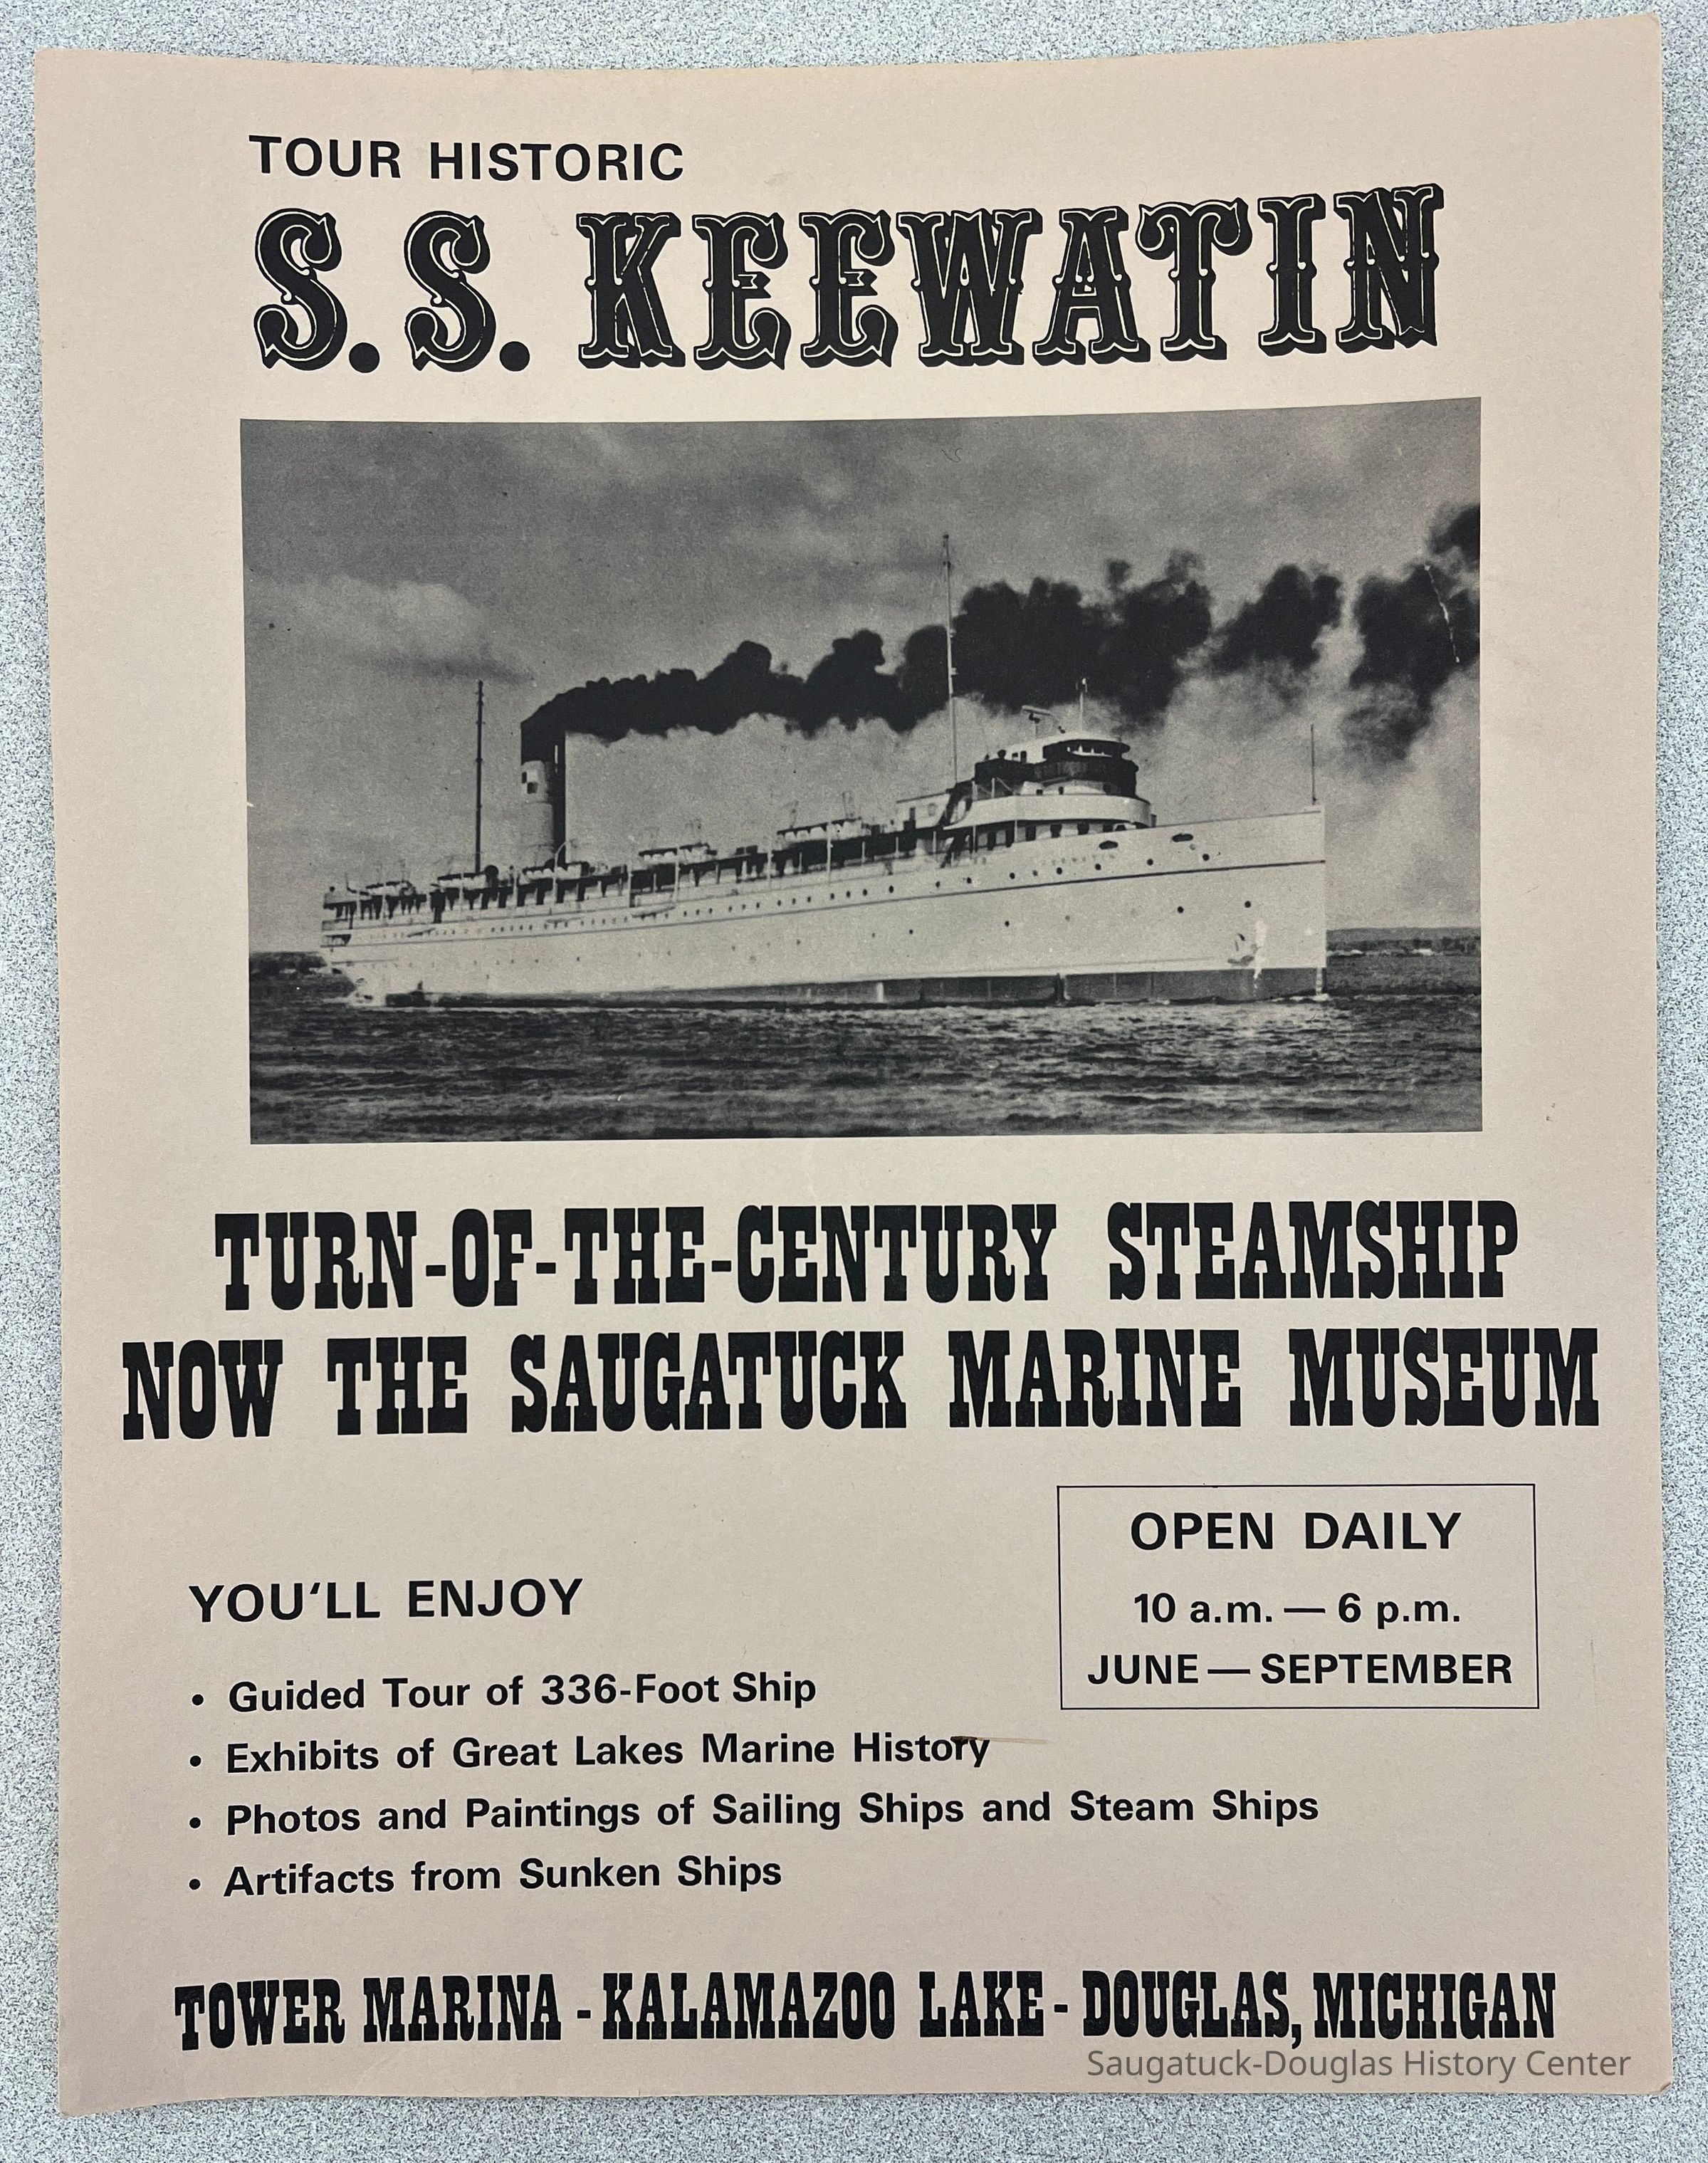 TOUR HISTORIC
S. S. KEEWATIN
TURN-OF-THE-CENTURY STEAMSHIP
NOW THE SAUGATUCK MARINE MUSEUM
OPEN DAILY
10 a.m. — 6 p.m.
JUNE — SEPTEMBER
YOU‘LL ENJOY
• Guided Tour of 336-Foot Ship
• Exhibits of Great Lakes Marine History
• Photos and Paintings of Sailing Ships and Steam Ships
• Artifacts from Sunken Ships
TOWER MARINA - KALAMAZOO LAKE - DOUGLAS, MICHIGAN
Saugatuck-Douglas History Center